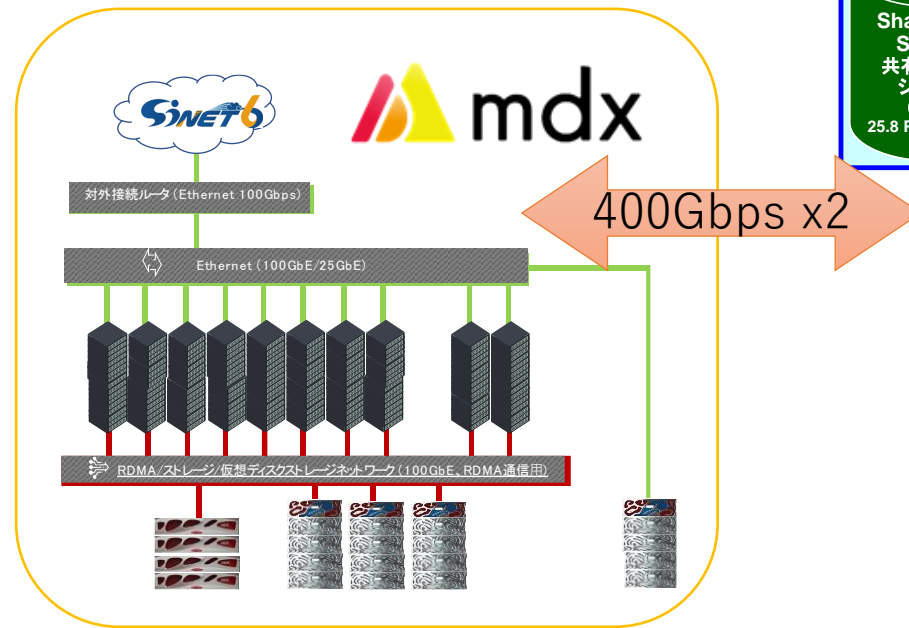 SINET6
mdx
Sha
S
共有
ジ
25.8 P
対外接続ルータ(Ethernet 100Gbps)
400Gbps x2
Ethernet(100GbE/25GbE)
RDMA/ストレージ/仮想ディスクストレージネットワーク(100GbE、RDMA通信用)